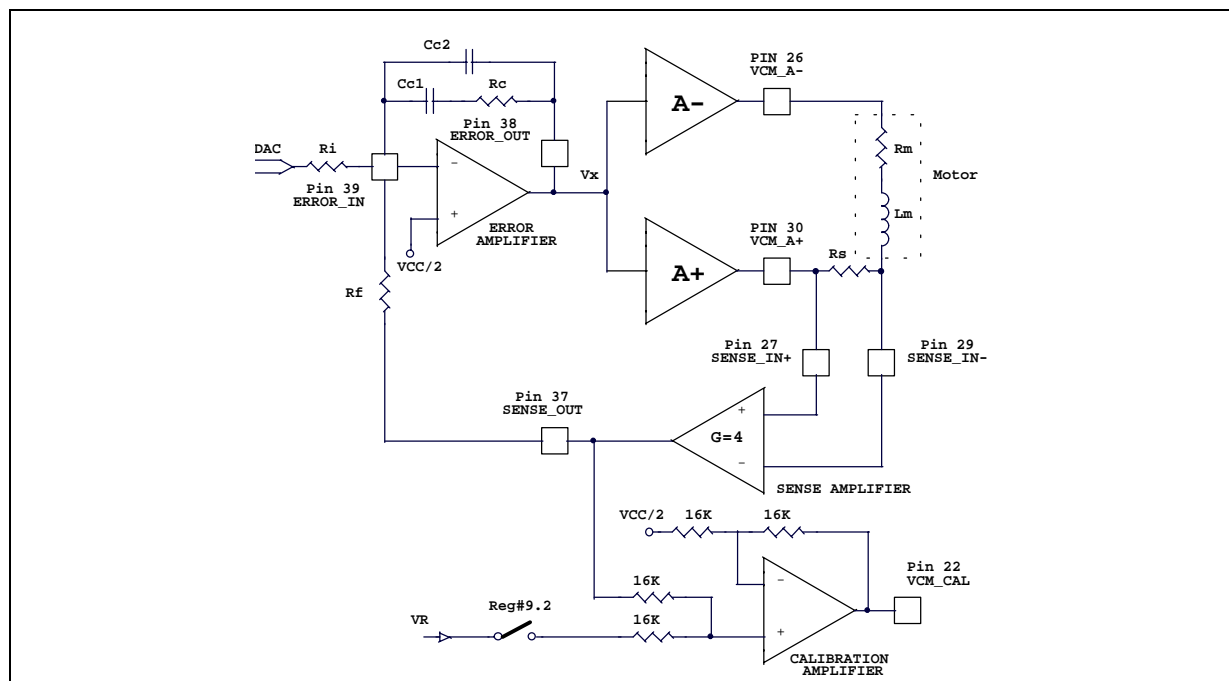 Cc2
Cc1
Rc
Pin 38
ERROR_OUT
DAC
Ri
Pin 39
ERROR_IN
−
+
VCC/2
ERROR
AMPLIFIER
Vx
A-
PIN 26
VCM_A-
Rm
Motor
Lm
A+
PIN 30
VCM_A+
Rs
Rf
Pin 27
SENSE_IN+
Pin 29
SENSE_IN-
Pin 37
SENSE_OUT
+
G=4
−
SENSE AMPLIFIER
VCC/2
16K
16K
Pin 22
VCM_CAL
−
+
16K
Reg#9.2
16K
VR
CALIBRATION
AMPLIFIER